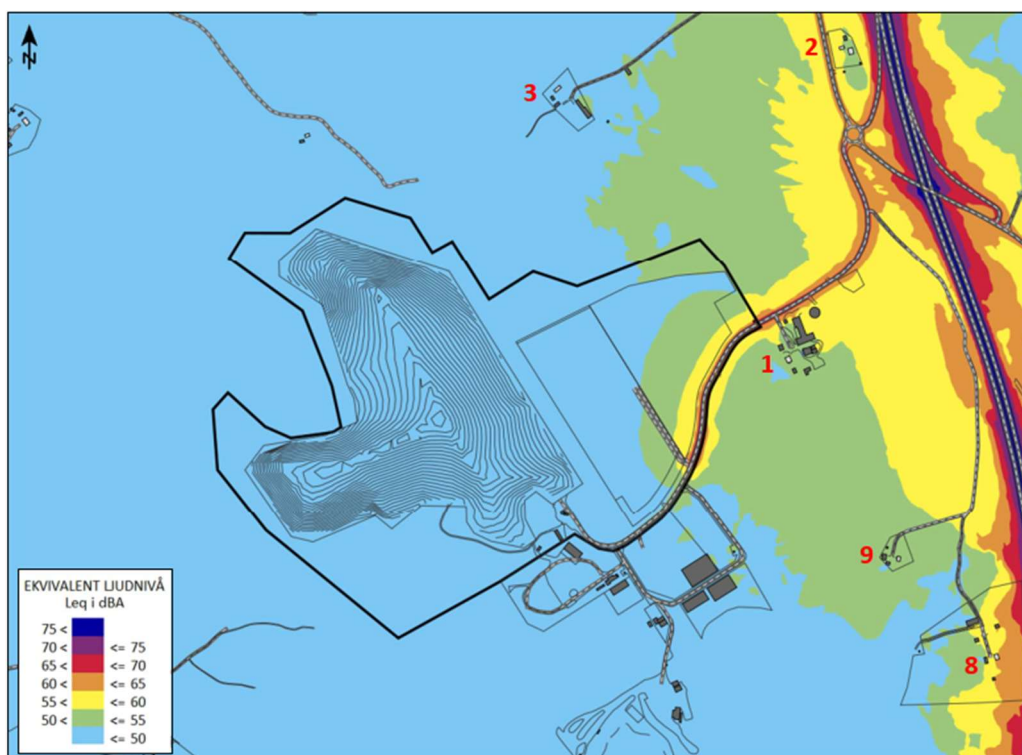 N
2
3
1
9
8
EKVIVALENT LJUDNIVÅ
Leq i dBA
75 <
70 < <= 75
65 < <= 70
60 < <= 65
55 < <= 60
50 < <= 55
<= 50